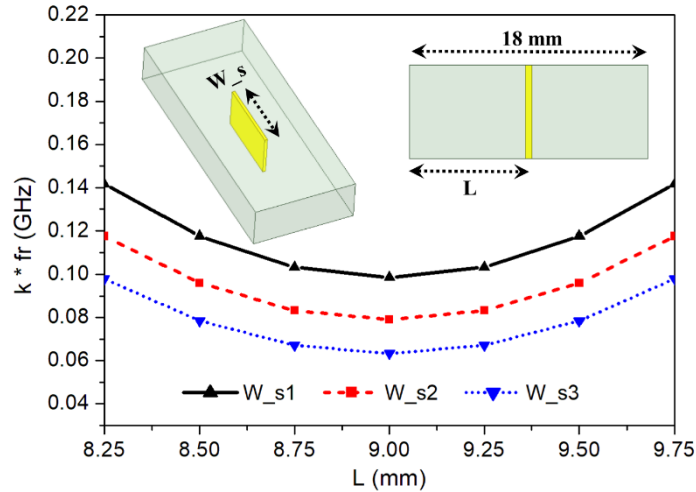 0.22
0.20
0.18
0.16
0.14
0.12
0.10
0.08
0.06
0.04
k * fr (GHz)
W_s
18 mm
L
W_s1 W_s2 W_s3
8.25 8.50 8.75 9.00 9.25 9.50 9.75
L (mm)